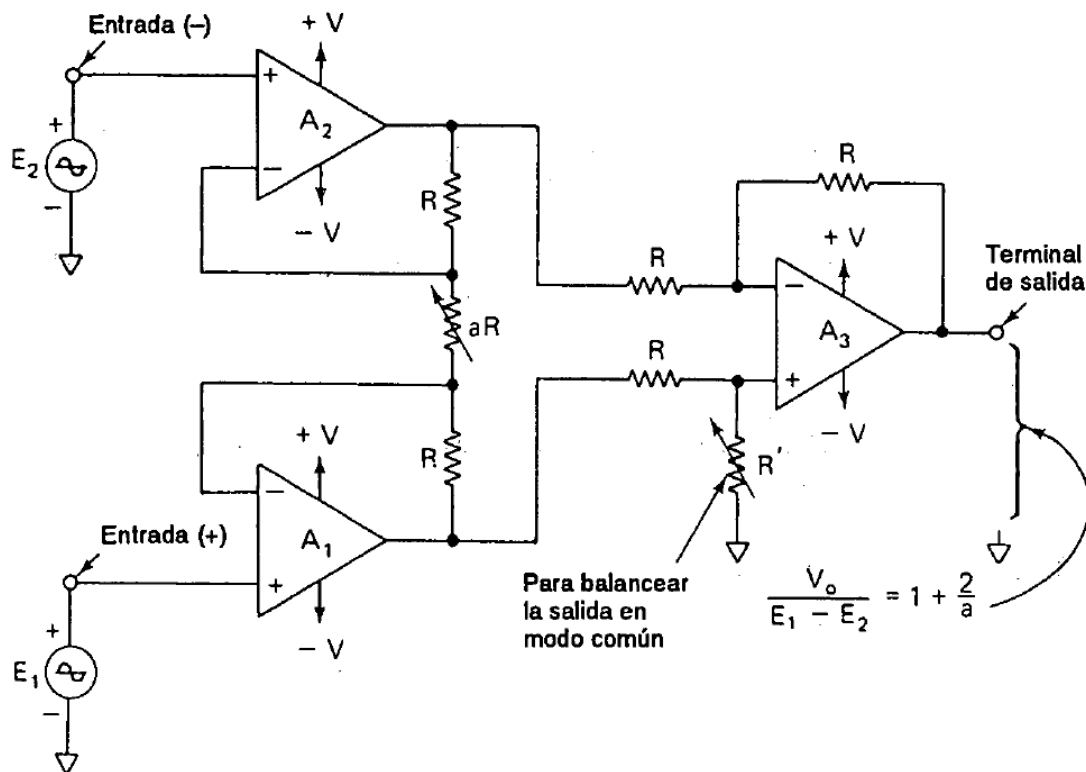 Entrada (–)
+ V
+
A₂
+
E₂
–
–
R
R
– V
+ V
Terminal
de salida
R
–
aR
A₃
R
+
+ V
– V
R
R′
–
Entrada (+)
A₁
+
Para balancear
la salida en
modo común
V₀ / (E₁ – E₂) = 1 + 2/a
– V
+
E₁
–